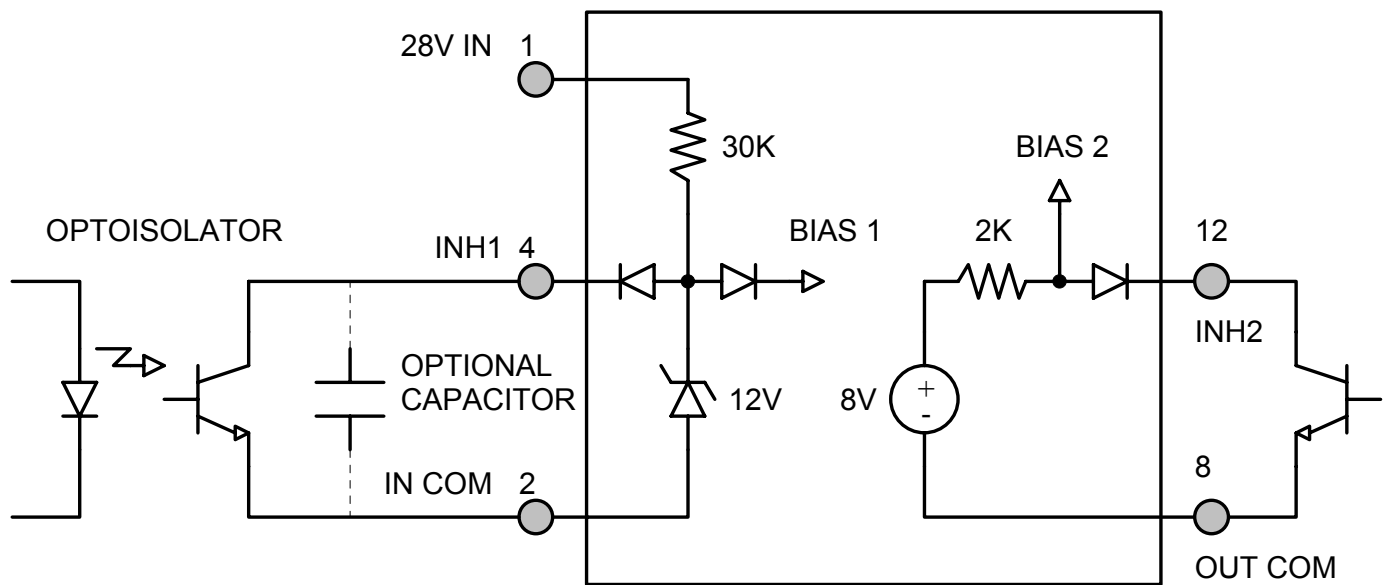 28V IN 1
30K
BIAS 2
OPTOISOLATOR
INH1 4
BIAS 1
2K
12
INH2
OPTIONAL
CAPACITOR
12V
8V
+
-
IN COM 2
8
OUT COM